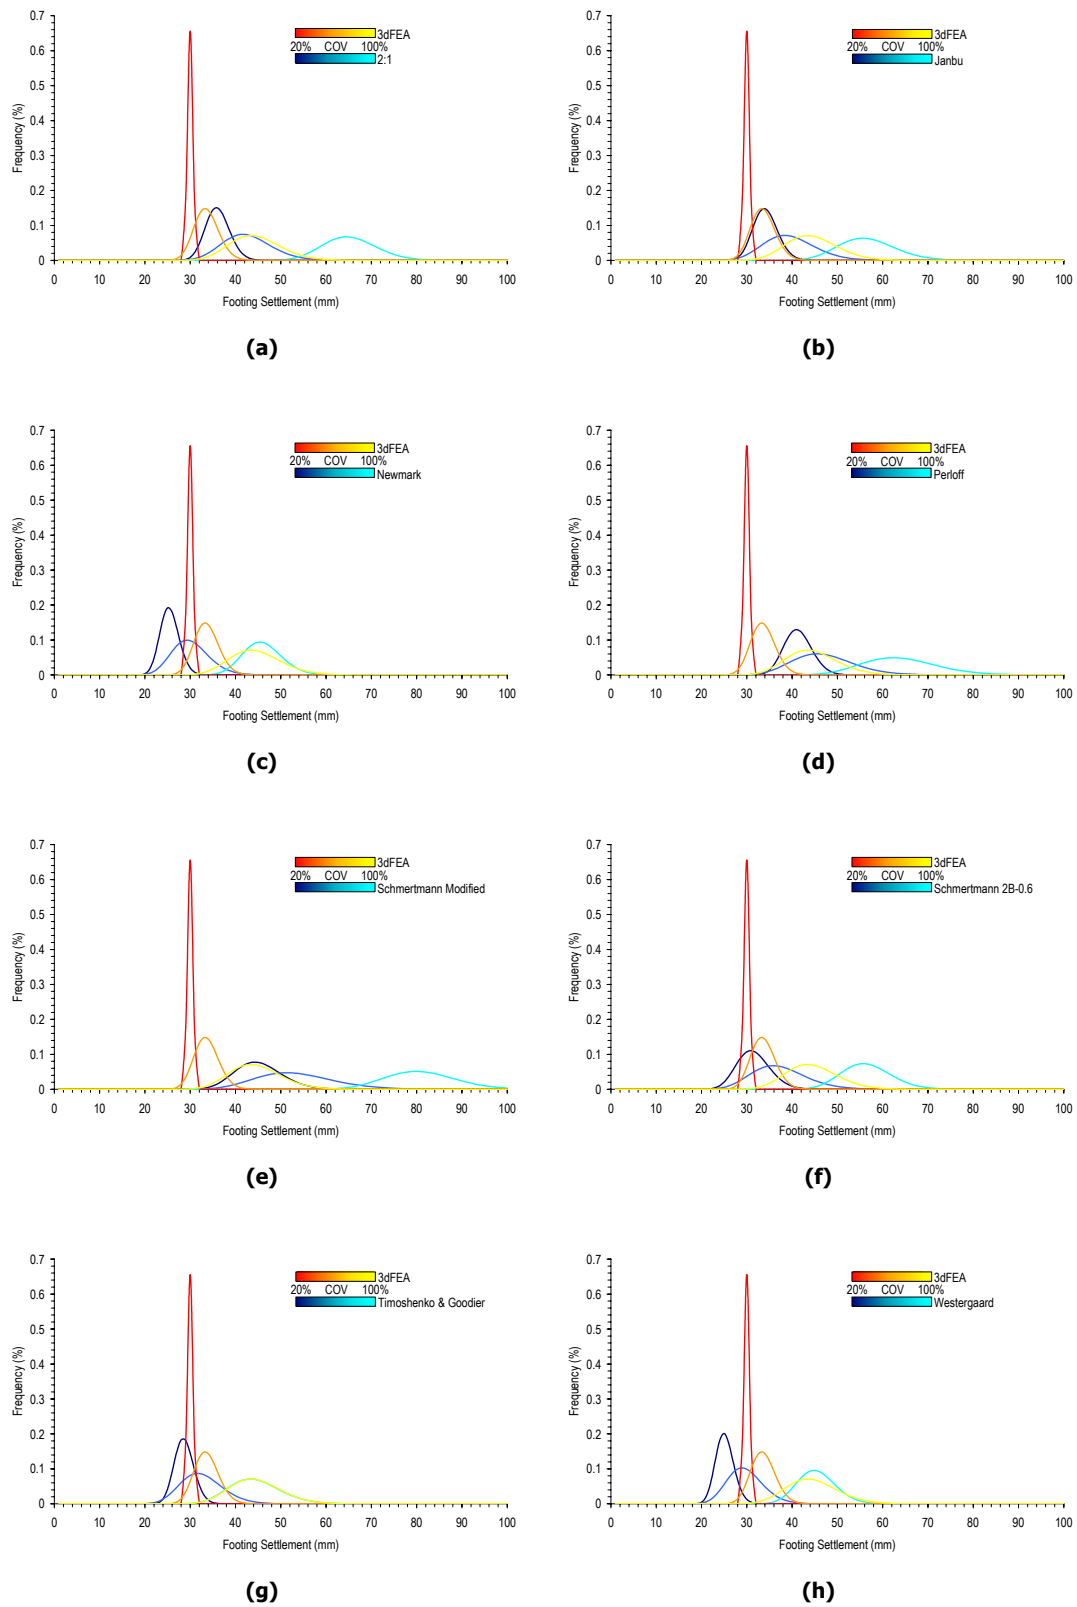 0.7
0.6
0.5
0.4
0.3
0.2
0.1
0
Frequency (%)
3dFEA
20% COV 100%
2:1
0 10 20 30 40 50 60 70 80 90 100
Footing Settlement (mm)
(a)
0.7
0.6
0.5
0.4
0.3
0.2
0.1
0
Frequency (%)
3dFEA
20% COV 100%
Janbu
0 10 20 30 40 50 60 70 80 90 100
Footing Settlement (mm)
(b)
0.7
0.6
0.5
0.4
0.3
0.2
0.1
0
Frequency (%)
3dFEA
20% COV 100%
Newmark
0 10 20 30 40 50 60 70 80 90 100
Footing Settlement (mm)
(c)
0.7
0.6
0.5
0.4
0.3
0.2
0.1
0
Frequency (%)
3dFEA
20% COV 100%
Perloff
0 10 20 30 40 50 60 70 80 90 100
Footing Settlement (mm)
(d)
0.7
0.6
0.5
0.4
0.3
0.2
0.1
0
Frequency (%)
3dFEA
20% COV 100%
Schmertmann Modified
0 10 20 30 40 50 60 70 80 90 100
Footing Settlement (mm)
(e)
0.7
0.6
0.5
0.4
0.3
0.2
0.1
0
Frequency (%)
3dFEA
20% COV 100%
Schmertmann 2B-0.6
0 10 20 30 40 50 60 70 80 90 100
Footing Settlement (mm)
(f)
0.7
0.6
0.5
0.4
0.3
0.2
0.1
0
Frequency (%)
3dFEA
20% COV 100%
Timoshenko & Goodier
0 10 20 30 40 50 60 70 80 90 100
Footing Settlement (mm)
(g)
0.7
0.6
0.5
0.4
0.3
0.2
0.1
0
Frequency (%)
3dFEA
20% COV 100%
Westergaard
0 10 20 30 40 50 60 70 80 90 100
Footing Settlement (mm)
(h)